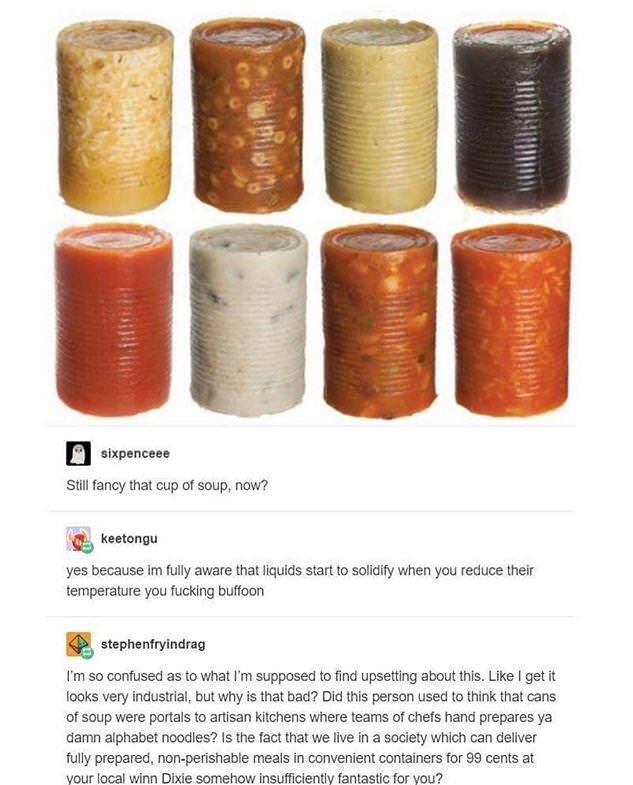 sixpenceee
Still fancy that cup of soup, now?
keetongu
yes because im fully aware that liquids start to solidify when you reduce their
temperature you fucking buffoon
stephenfryindrag
I'm so confused as to what I'm supposed to find upsetting about this. Like I get it
looks very industrial, but why is that bad? Did this person used to think that cans
of soup were portals to artisan kitchens where teams of chefs hand prepares ya
damn alphabet noodles? Is the fact that we live in a society which can deliver
fully prepared, non-perishable meals in convenient containers for 99 cents at
your local winn Dixie somehow insufficiently fantastic for you?